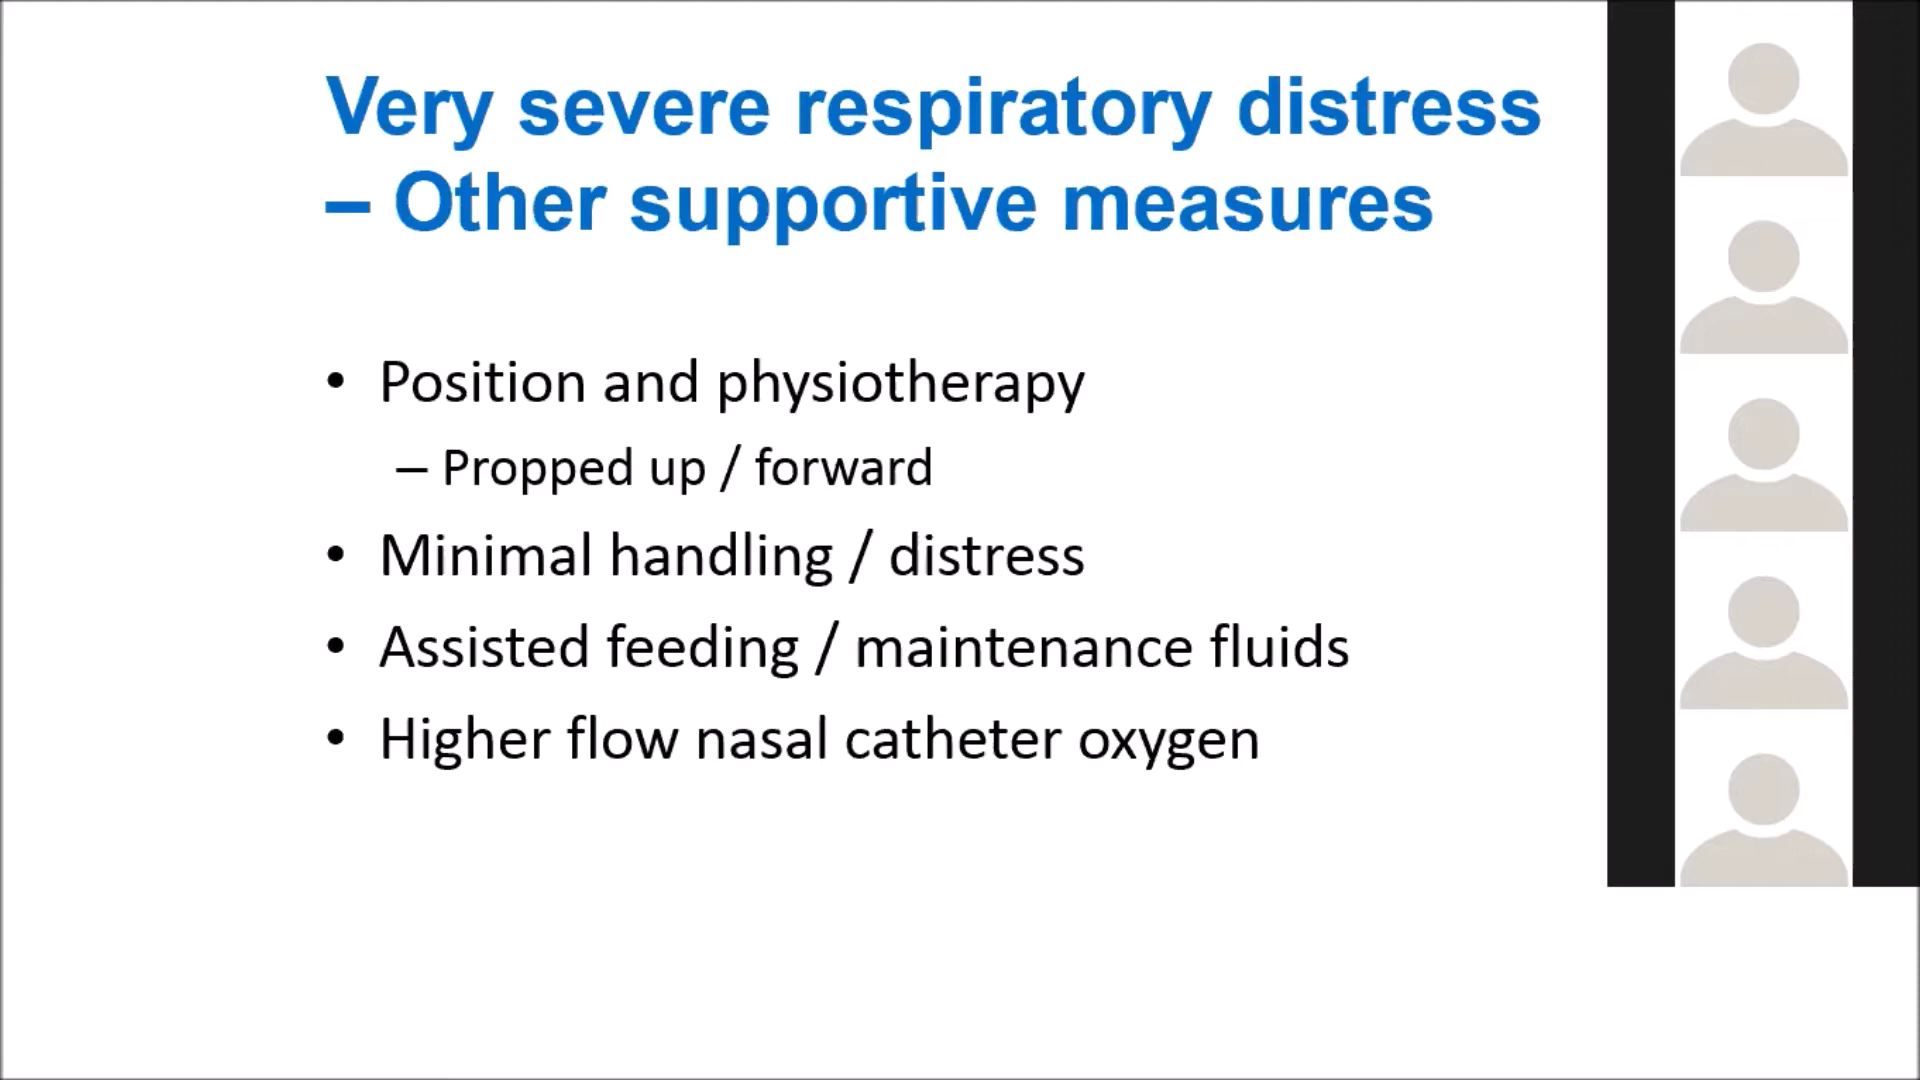 Very severe respiratory distress
– Other supportive measures
• Position and physiotherapy
– Propped up / forward
• Minimal handling / distress
• Assisted feeding / maintenance fluids
• Higher flow nasal catheter oxygen